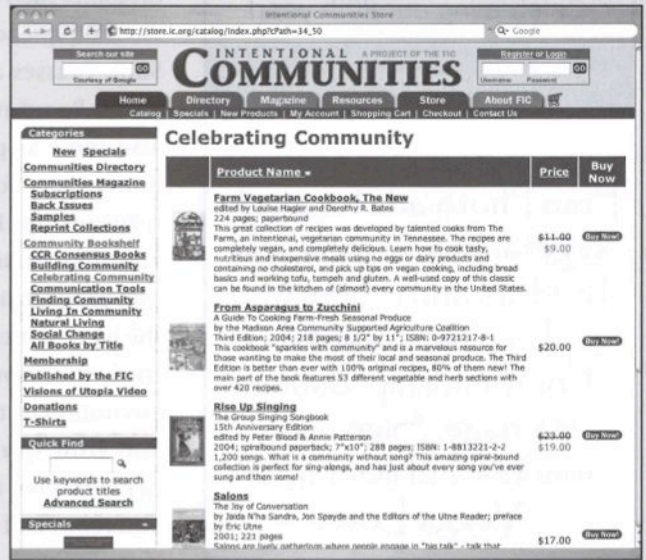 Intentional Communities Store
http://store.ic.org/catalog/index.php?cPath=34_50
Google
Search our site
GO
Courtesy of Google
INTENTIONAL
A PROJECT OF THE FIC
COMMUNITIES
Register or Login
GO
Username Password
Home Directory Magazine Resources Store About FIC
Catalog | Specials | New Products | My Account | Shopping Cart | Checkout | Contact Us
Categories
New Specials
Communities Directory
Communities Magazine
Subscriptions
Back Issues
Samples
Reprint Collections
Community Bookshelf
CCR Consensus Books
Building Community
Celebrating Community
Communication Tools
Finding Community
Living In Community
Natural Living
Social Change
All Books by Title
Membership
Published by the FIC
Visions of Utopia Video
Donations
T-Shirts
Quick Find
Use keywords to search
product titles
Advanced Search
Specials
Celebrating Community
Product Name Price Buy Now
Farm Vegetarian Cookbook, The New
edited by Louise Hagler and Dorothy R. Bates
224 pages; paperbound
This great collection of recipes was developed by talented cooks from The
Farm, an intentional, vegetarian community in Tennessee. The recipes are
completely vegan, and completely delicious. Learn how to cook tasty,
nutritious and inexpensive meals using no eggs or dairy products and
containing no cholesterol, and pick up tips on vegan cooking, including bread
basics and working tofu, tempeh and gluten. A well-used copy of this classic
can be found in the kitchen of (almost) every community in the United States.
$11.00
$9.00
Buy Now!
From Asparagus to Zucchini
A Guide To Cooking Farm-Fresh Seasonal Produce
by the Madison Area Community Supported Agriculture Coalition
Third Edition; 2004; 218 pages; 8 1/2" by 11"; ISBN: 0-9721217-8-1
This cookbook "sparkles with community" and is a marvelous resource for
those wanting to make the most of their local and seasonal produce. The Third
Edition is better than ever with 100% original recipes, 80% of them new! The
main part of the book features 53 different vegetable and herb sections with
over 420 recipes.
$20.00
Buy Now!
Rise Up Singing
The Group Singing Songbook
15th Anniversary Edition
edited by Peter Blood & Annie Patterson
2004; spiralbound paperback; 7"x10"; 288 pages; ISBN: 1-8813221-2-2
1,200 songs. What is a community without song? This amazing spiral-bound
collection is perfect for sing-alongs, and has just about every song you've ever
sung and then some!
$23.00
$19.00
Buy Now!
Salons
The Joy of Conversation
by Jaida N'ha Sandra, Jon Spayde and the Editors of the Utne Reader; preface
by Eric Utne
2001; 221 pages
Salons are lively gatherings where people engage in "big talk" - talk that
$17.00
Buy Now!